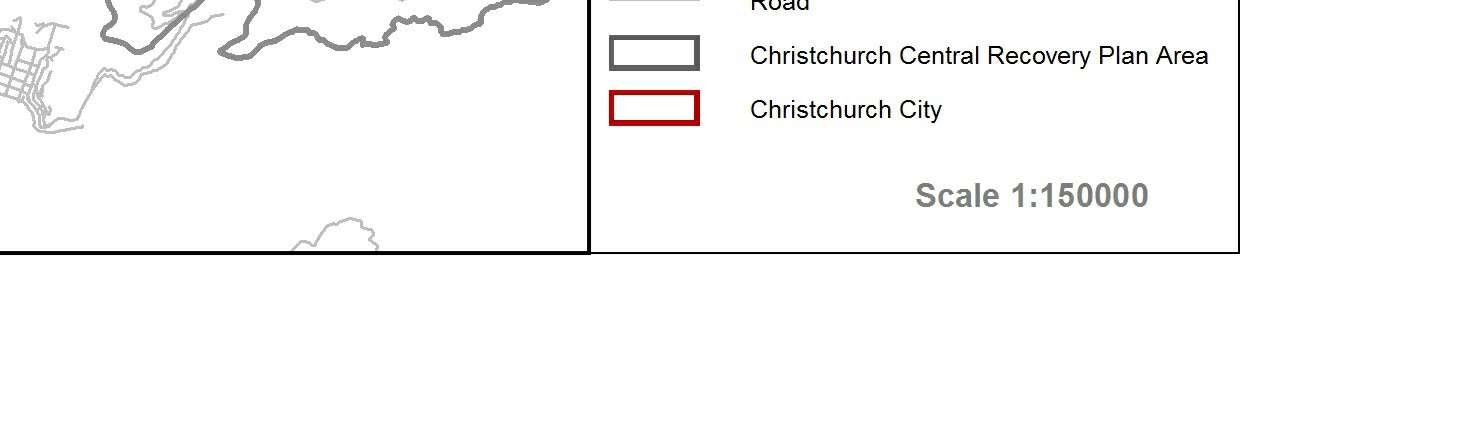 Road
Christchurch Central Recovery Plan Area
Christchurch City
Scale 1:150000